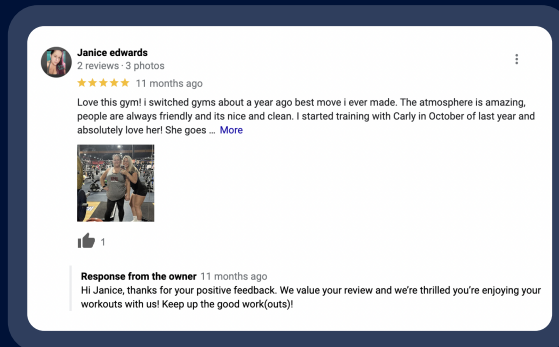 Janice edwards
2 reviews · 3 photos
11 months ago
Love this gym! i switched gyms about a year ago best move i ever made. The atmosphere is amazing,
people are always friendly and its nice and clean. I started training with Carly in October of last year and
absolutely love her! She goes ... More
1
Response from the owner 11 months ago
Hi Janice, thanks for your positive feedback. We value your review and we're thrilled you're enjoying your
workouts with us! Keep up the good work(outs)!